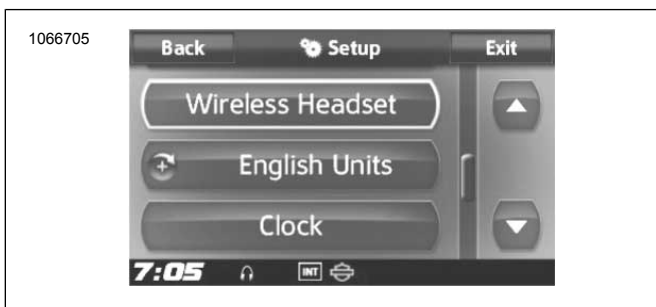 1066705
Back Setup Exit
Wireless Headset
English Units
Clock
7:05 INT